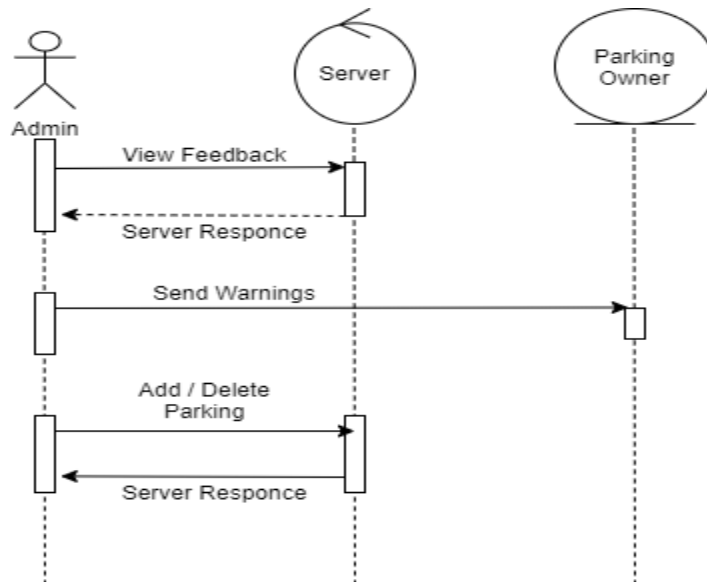 Server
Parking
Owner
Admin
View Feedback
Server Responce
Send Warnings
Add / Delete
Parking
Server Responce